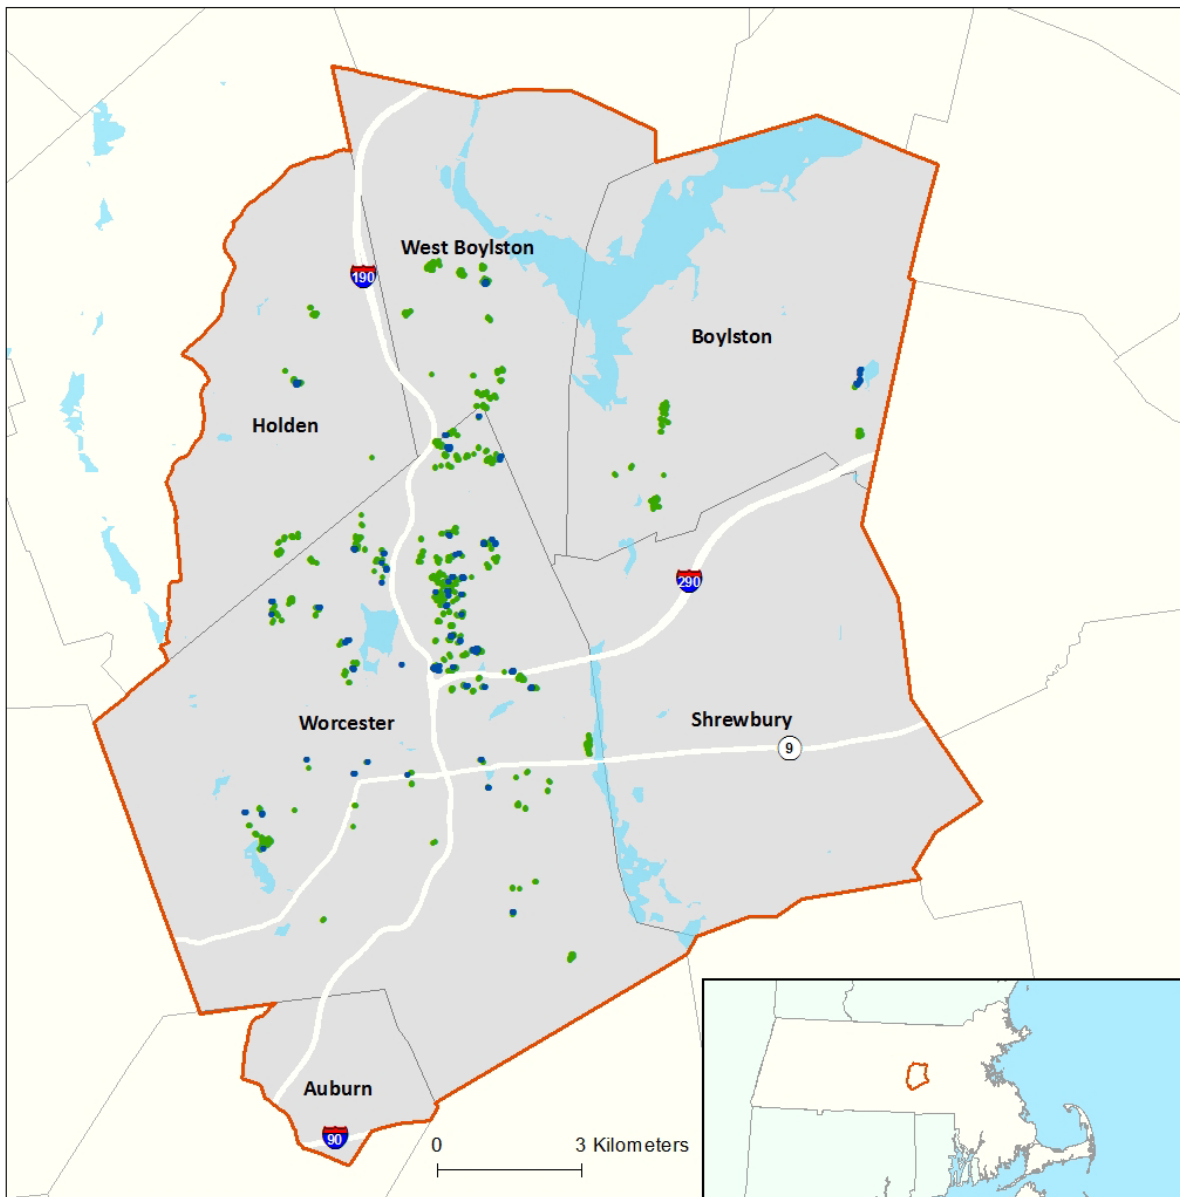 West Boylston
190
Boylston
Holden
290
Worcester
Shrewbury
9
Auburn
90
0 3 Kilometers